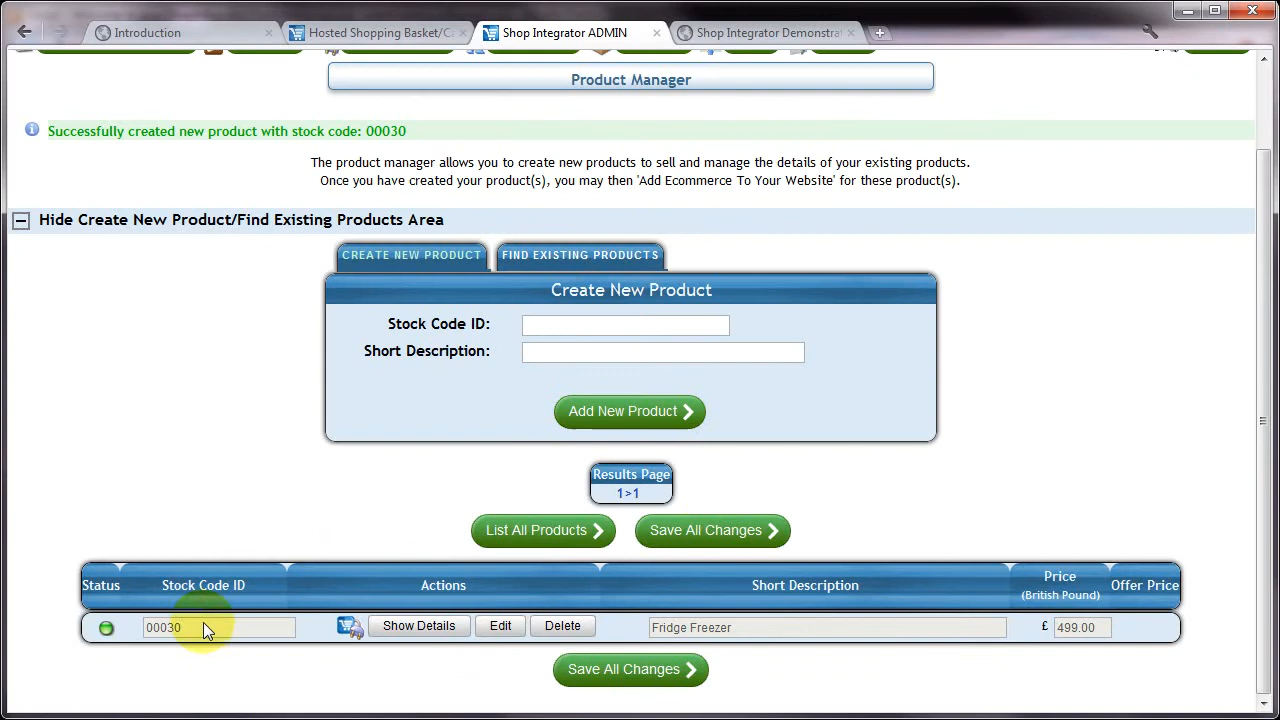 Introduction
Hosted Shopping Basket/C
Shop Integrator ADMIN
Shop Integrator Demonstrat
Product Manager
Successfully created new product with stock code: 00030
The product manager allows you to create new products to sell and manage the details of your existing products.
Once you have created your product(s), you may then 'Add Ecommerce To Your Website' for these product(s).
Hide Create New Product/Find Existing Products Area
CREATE NEW PRODUCT
FIND EXISTING PRODUCTS
Create New Product
Stock Code ID:
Short Description:
Add New Product
Results Page
1>1
List All Products
Save All Changes
Status
Stock Code ID
Actions
Short Description
Price
(British Pound)
Offer Price
00030
Show Details
Edit
Delete
Fridge Freezer
£
499.00
Save All Changes